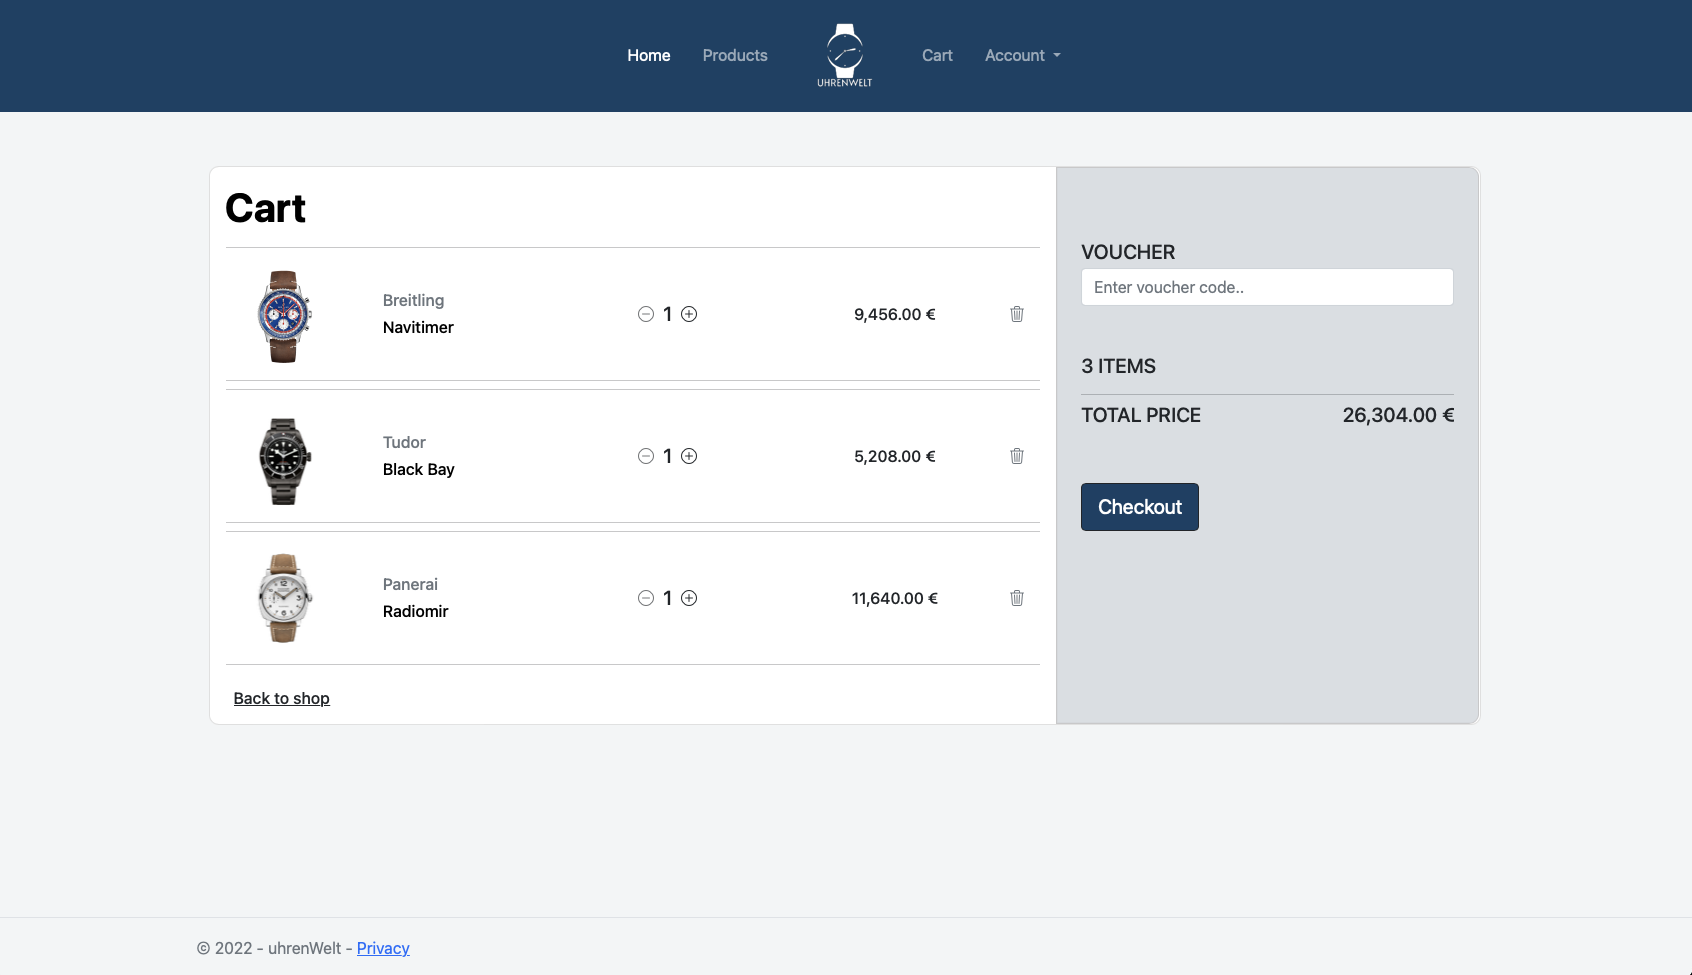 Home
Products
UHRENWELT
Cart
Account
Cart
Breitling
Navitimer
1
9,456.00 €
Tudor
Black Bay
1
5,208.00 €
Panerai
Radiomir
1
11,640.00 €
Back to shop
VOUCHER
Enter voucher code..
3 ITEMS
TOTAL PRICE 26,304.00 €
Checkout
© 2022 - uhrenWelt - Privacy